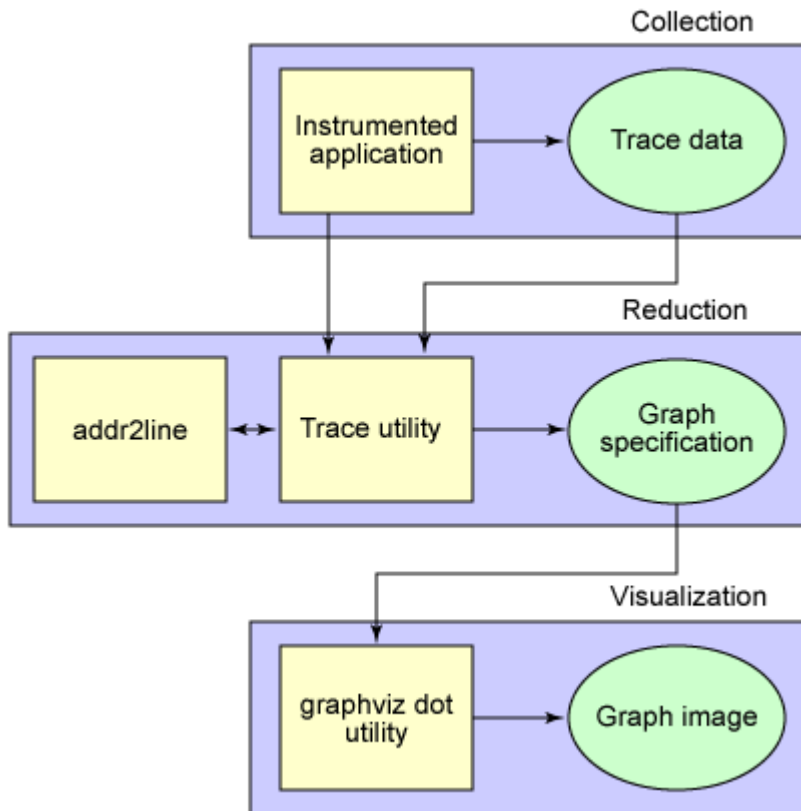 Collection
Instrumented
application
Trace data
Reduction
addr2line
Trace utility
Graph
specification
Visualization
graphviz dot
utility
Graph image